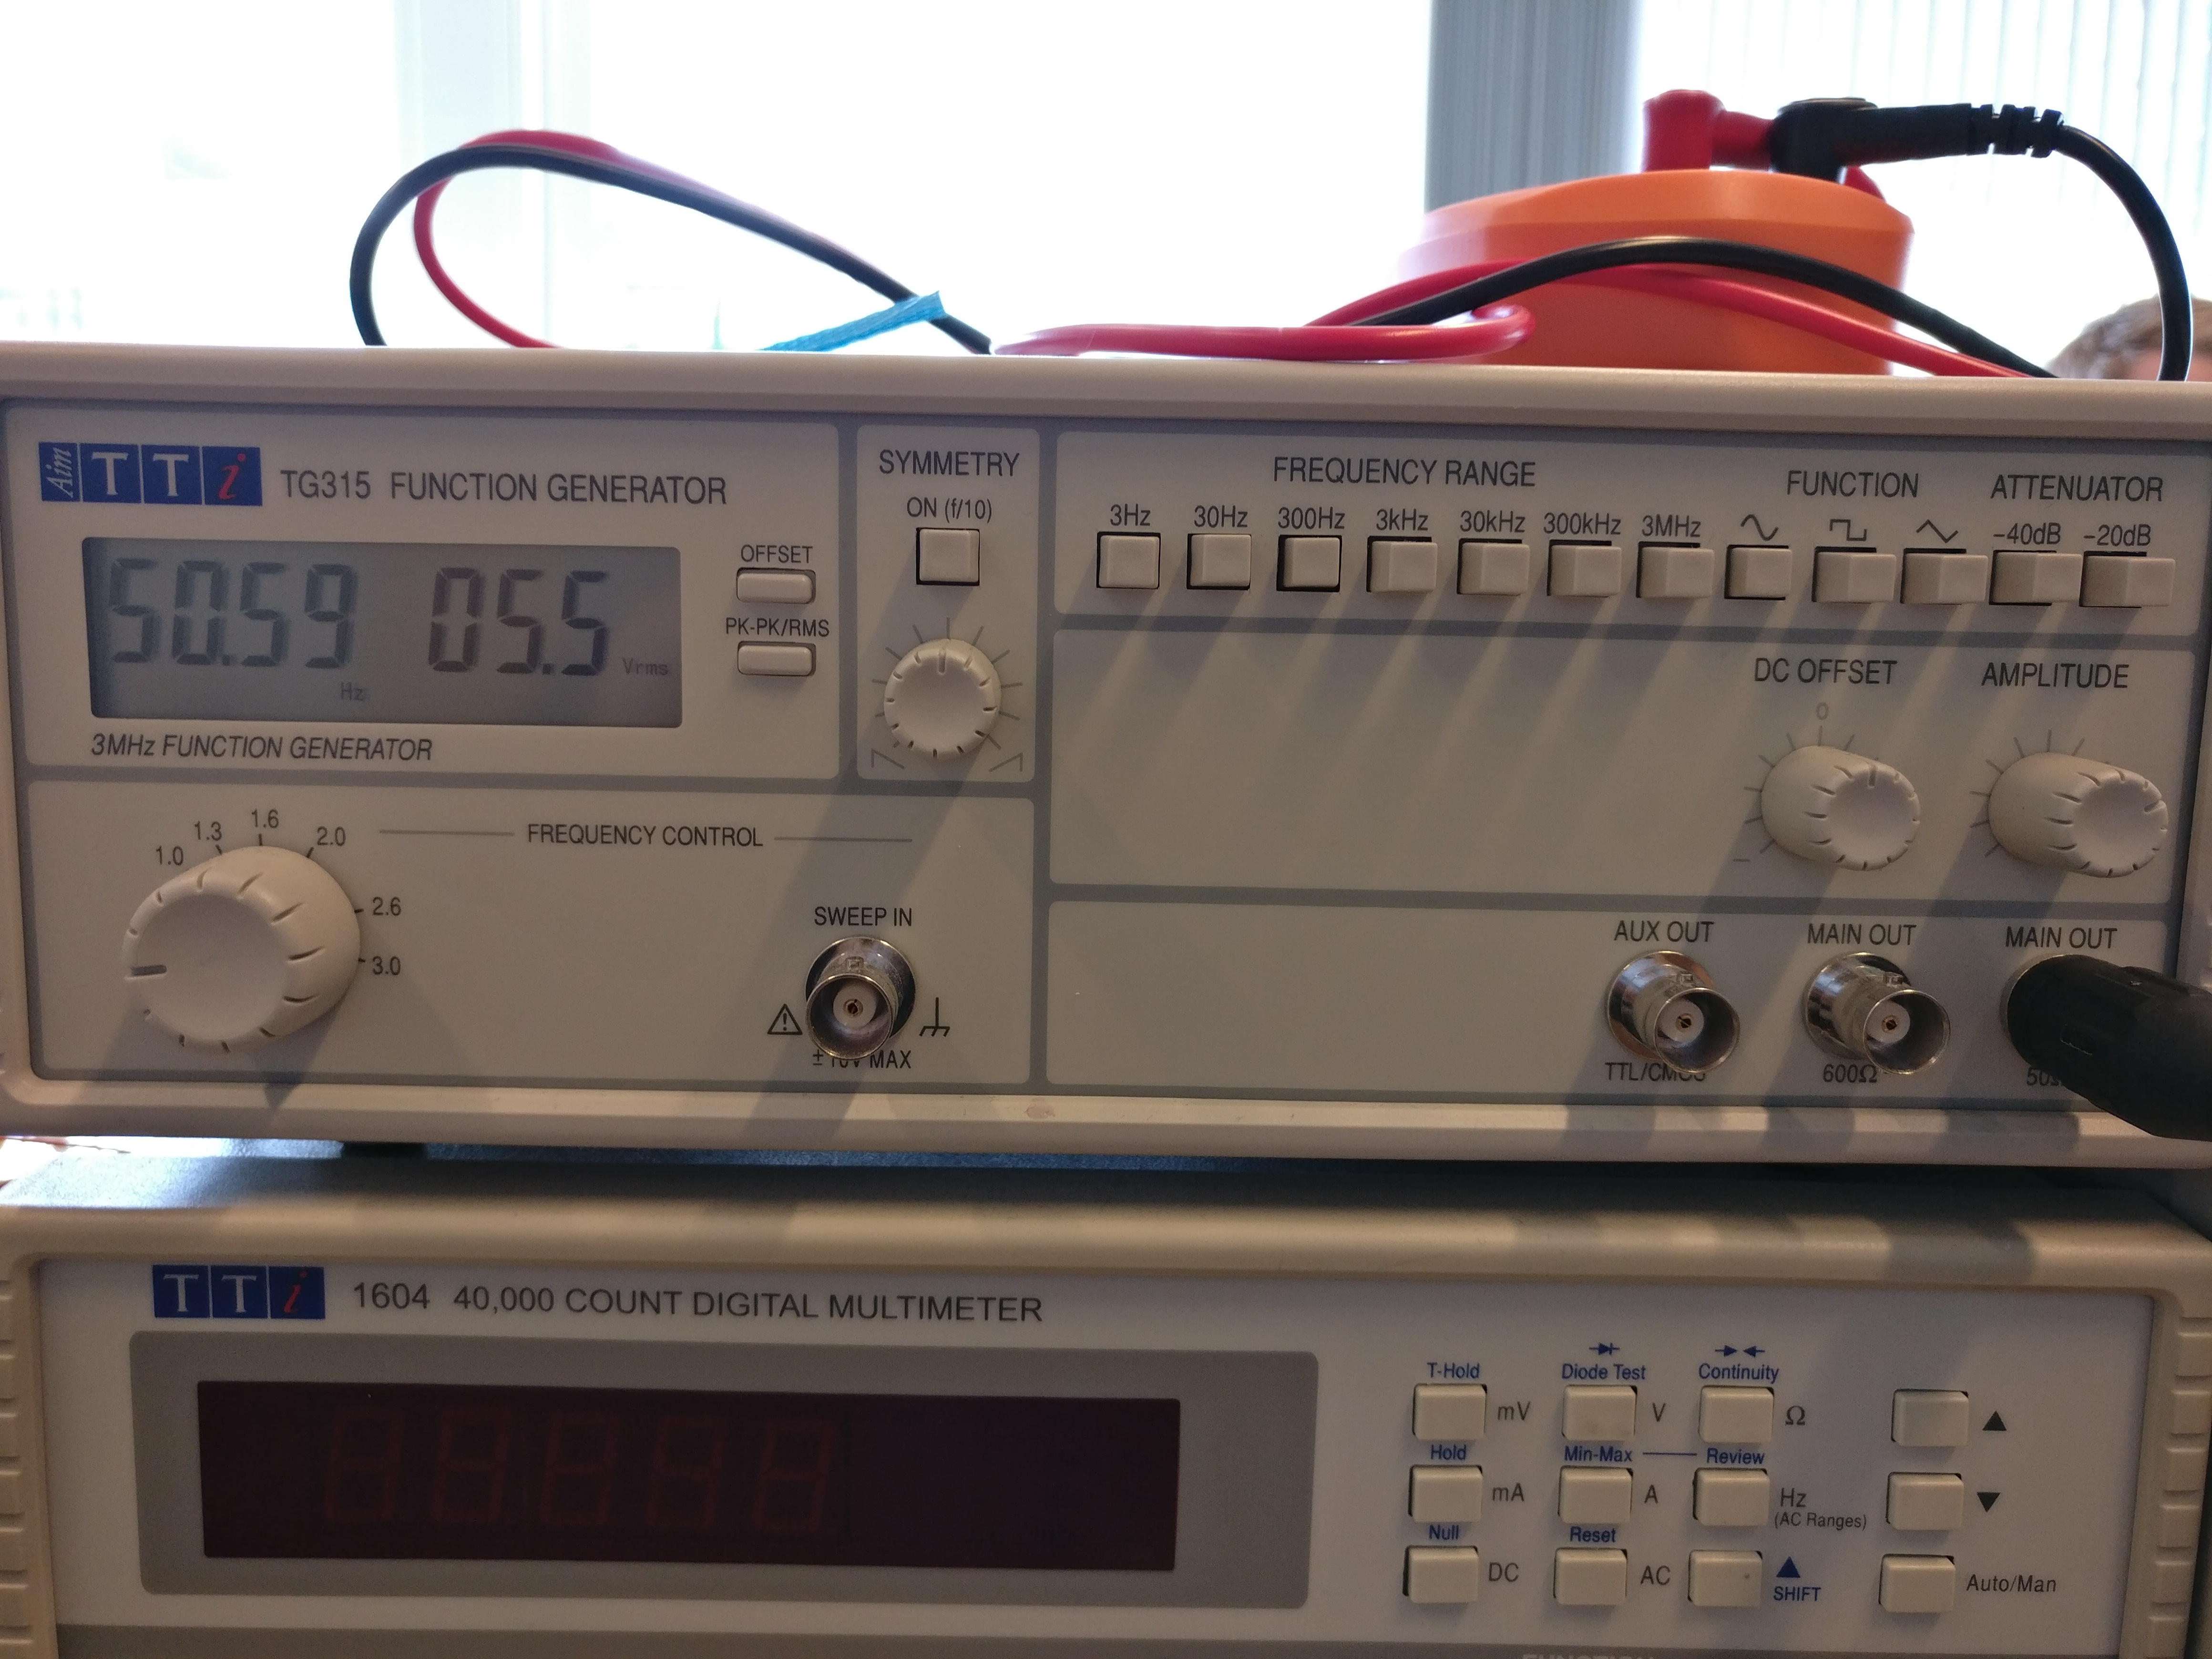 Aim TTi TG315 FUNCTION GENERATOR
50.59 Hz 05.5 Vrms
OFFSET
PK-PK/RMS
3MHz FUNCTION GENERATOR
SYMMETRY
ON (f/10)
FREQUENCY RANGE
3Hz 30Hz 300Hz 3kHz 30kHz 300kHz 3MHz
FUNCTION
ATTENUATOR
-40dB -20dB
DC OFFSET
0
−
AMPLITUDE
FREQUENCY CONTROL
1.0 1.3 1.6 2.0 2.6 3.0
SWEEP IN
±10V MAX
AUX OUT
TTL/CMOS
MAIN OUT
600Ω
MAIN OUT
TTi 1604 40,000 COUNT DIGITAL MULTIMETER
T-Hold Diode Test Continuity
mV V Ω ▲
Hold Min-Max Review
mA A Hz ▼
(AC Ranges)
Null Reset
DC AC ▲ SHIFT Auto/Man